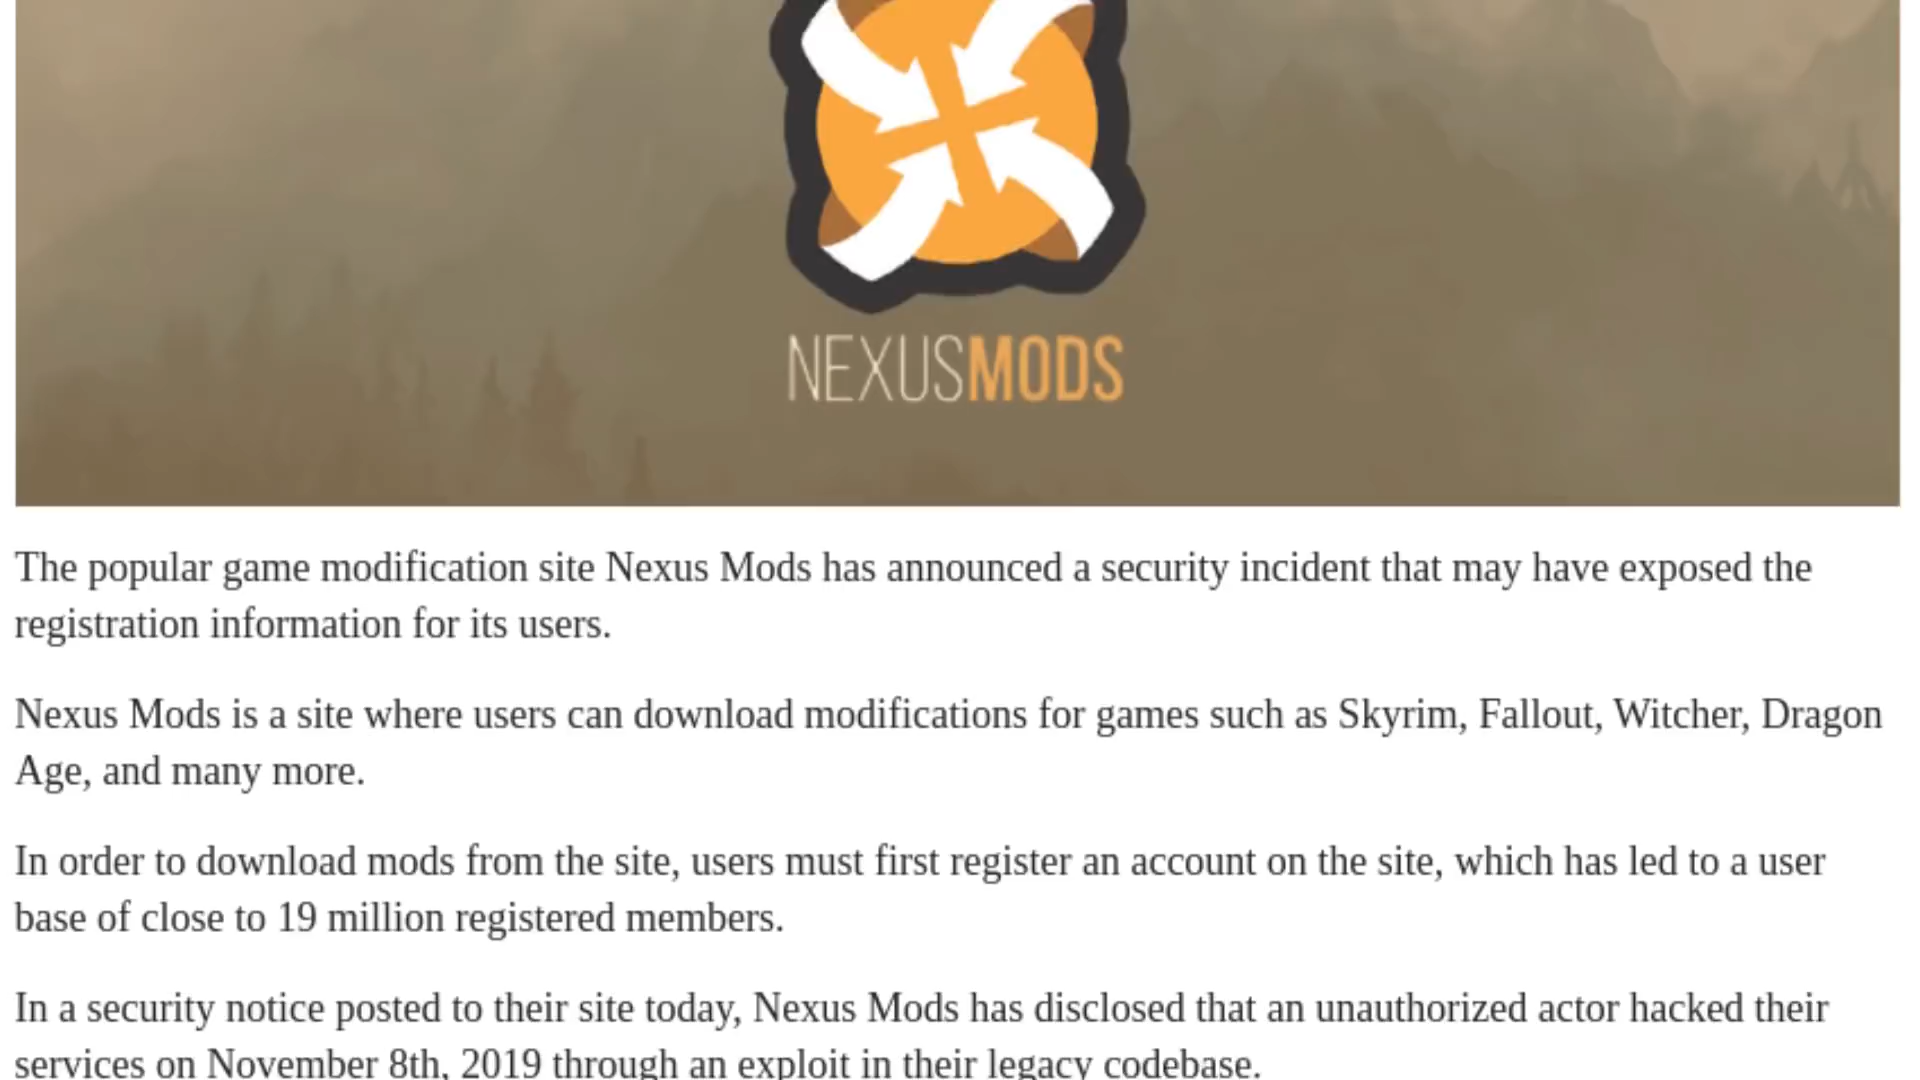 NEXUSMODS
The popular game modification site Nexus Mods has announced a security incident that may have exposed the
registration information for its users.
Nexus Mods is a site where users can download modifications for games such as Skyrim, Fallout, Witcher, Dragon
Age, and many more.
In order to download mods from the site, users must first register an account on the site, which has led to a user
base of close to 19 million registered members.
In a security notice posted to their site today, Nexus Mods has disclosed that an unauthorized actor hacked their
services on November 8th, 2019 through an exploit in their legacy codebase.